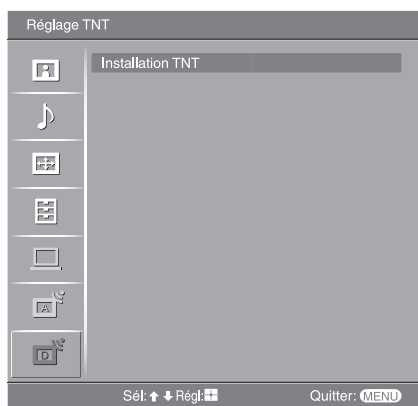 Réglage TNT
Installation TNT
A
D
Sél: ↑ ↓ Régl: Quitter: MENU